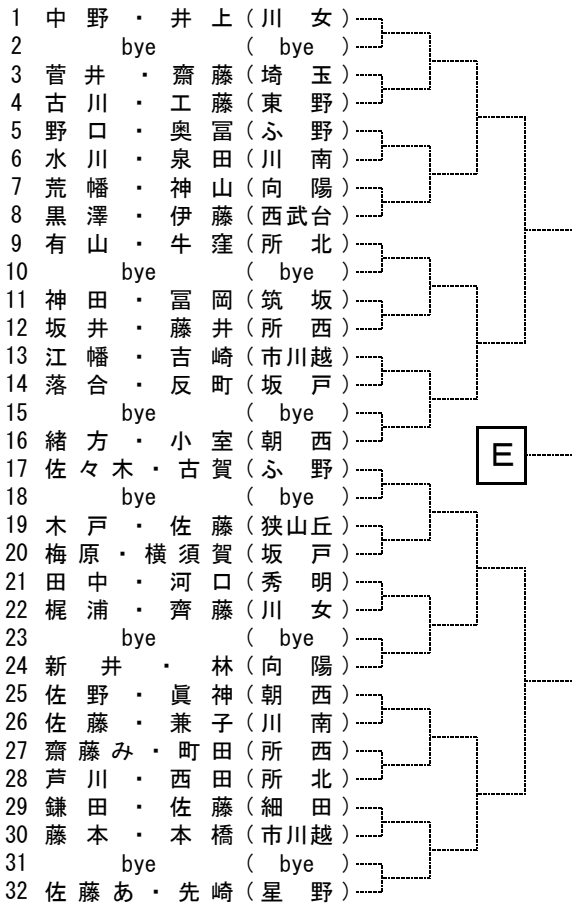 1 中野・井上(川女)
2 bye (bye)
3 菅井・齋藤(埼玉)
4 古川・工藤(東野)
5 野口・奥冨(ふ野)
6 水川・泉田(川南)
7 荒幡・神山(向陽)
8 黒澤・伊藤(西武台)
9 有山・牛窪(所北)
10 bye (bye)
11 神田・冨岡(筑坂)
12 坂井・藤井(所西)
13 江幡・吉崎(市川越)
14 落合・反町(坂戸)
15 bye (bye)
16 緒方・小室(朝西)
E
17 佐々木・古賀(ふ野)
18 bye (bye)
19 木戸・佐藤(狭山丘)
20 梅原・横須賀(坂戸)
21 田中・河口(秀明)
22 梶浦・齊藤(川女)
23 bye (bye)
24 新井・林(向陽)
25 佐野・眞神(朝西)
26 佐藤・兼子(川南)
27 齋藤み・町田(所西)
28 芦川・西田(所北)
29 鎌田・佐藤(細田)
30 藤本・本橋(市川越)
31 bye (bye)
32 佐藤あ・先崎(星野)